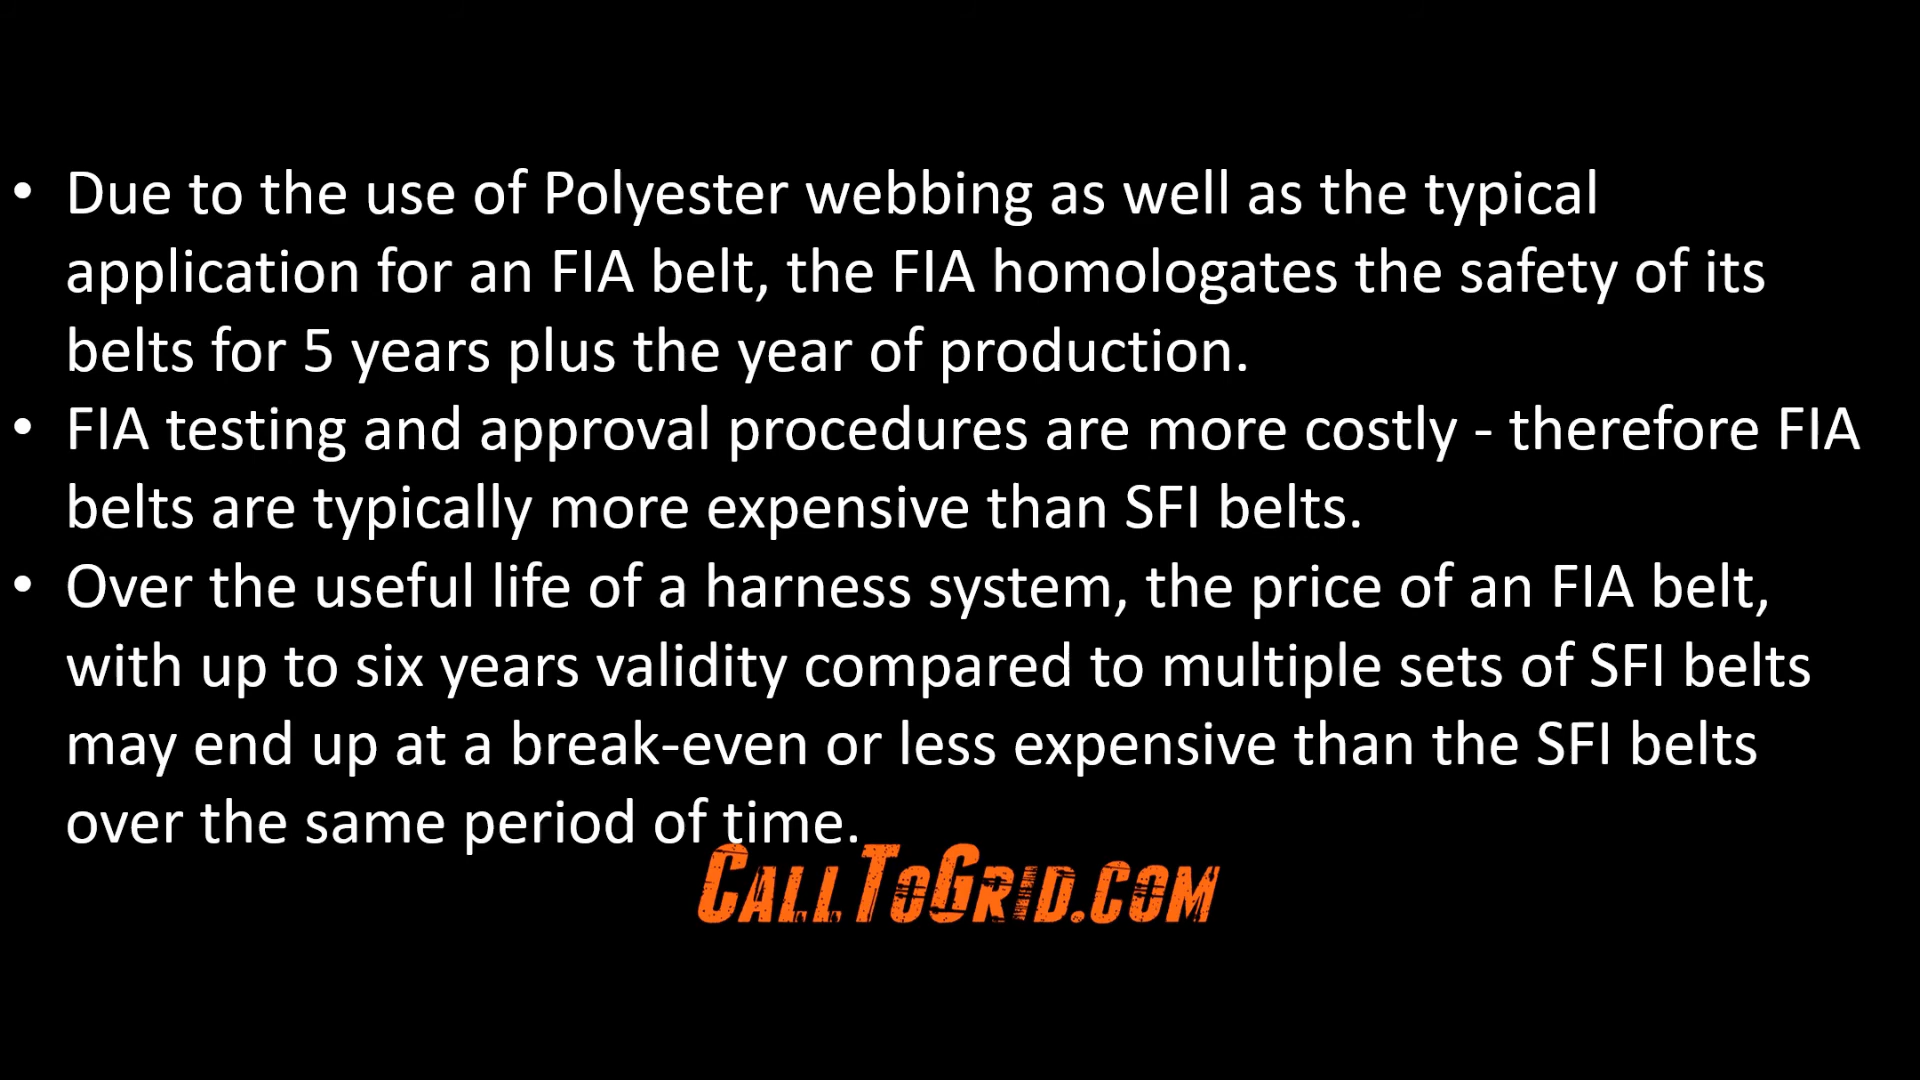 • Due to the use of Polyester webbing as well as the typical
application for an FIA belt, the FIA homologates the safety of its
belts for 5 years plus the year of production.
• FIA testing and approval procedures are more costly - therefore FIA
belts are typically more expensive than SFI belts.
• Over the useful life of a harness system, the price of an FIA belt,
with up to six years validity compared to multiple sets of SFI belts
may end up at a break-even or less expensive than the SFI belts
over the same period of time.
CallToGrid.com